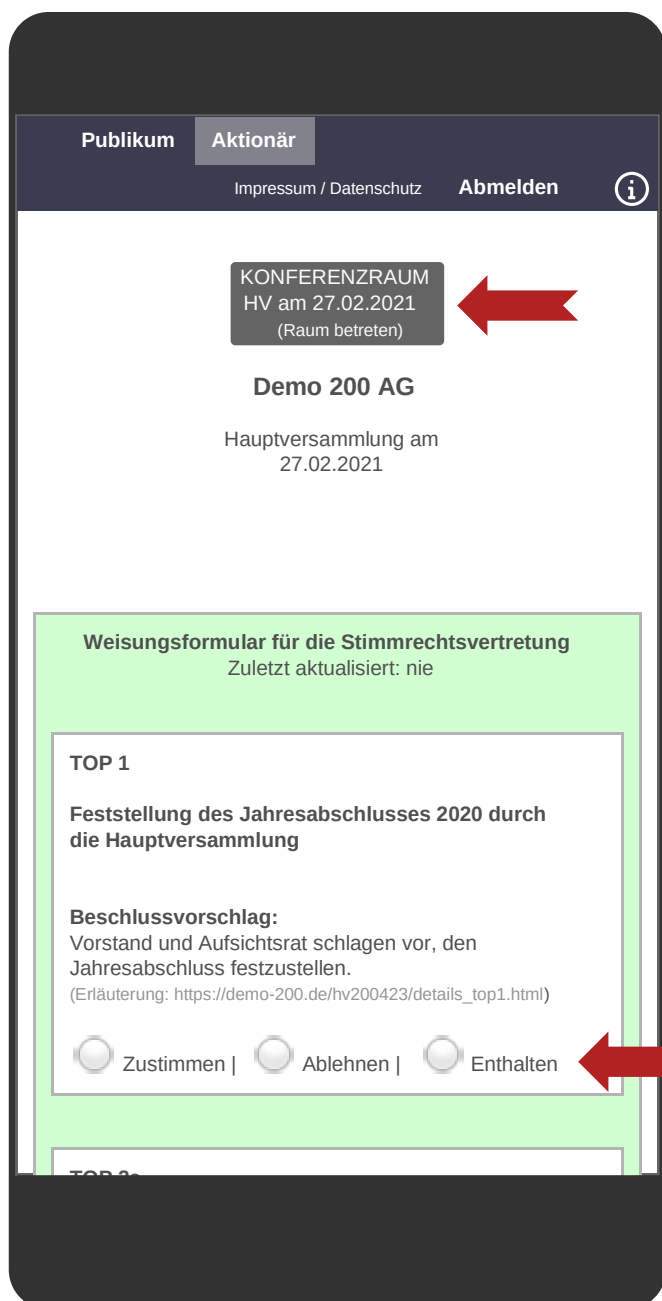 Publikum Aktionär
Impressum / Datenschutz Abmelden i
KONFERENZRAUM
HV am 27.02.2021
(Raum betreten)
Demo 200 AG
Hauptversammlung am
27.02.2021
Weisungsformular für die Stimmrechtsvertretung
Zuletzt aktualisiert: nie
TOP 1
Feststellung des Jahresabschlusses 2020 durch
die Hauptversammlung
Beschlussvorschlag:
Vorstand und Aufsichtsrat schlagen vor, den
Jahresabschluss festzustellen.
(Erläuterung: https://demo-200.de/hv200423/details_top1.html)
Zustimmen | Ablehnen | Enthalten